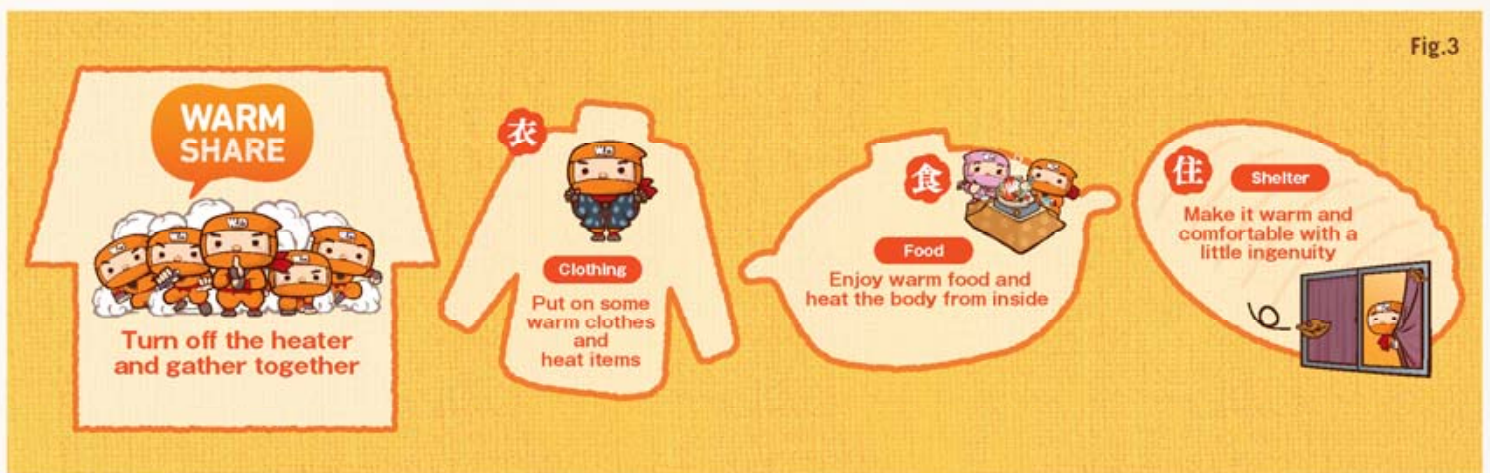 Fig.3
WARM
SHARE
Turn off the heater
and gather together
衣
Clothing
Put on some
warm clothes
and
heat items
食
Food
Enjoy warm food and
heat the body from inside
住
Shelter
Make it warm and
comfortable with a
little ingenuity